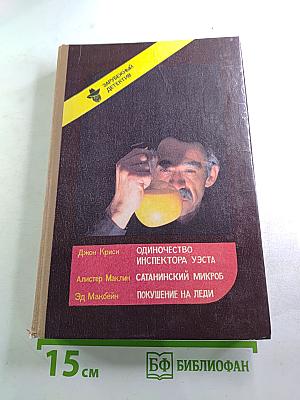 ЗАРУБЕЖНЫЙ
ДЕТЕКТИВ
Джон Кризи ОДИНОЧЕСТВО
ИНСПЕКТОРА УЭСТА
Алистер Маклин САТАНИНСКИЙ МИКРОБ
Эд Макбейн ПОКУШЕНИЕ НА ЛЕДИ
15 см
БФ БИБЛИОФАН